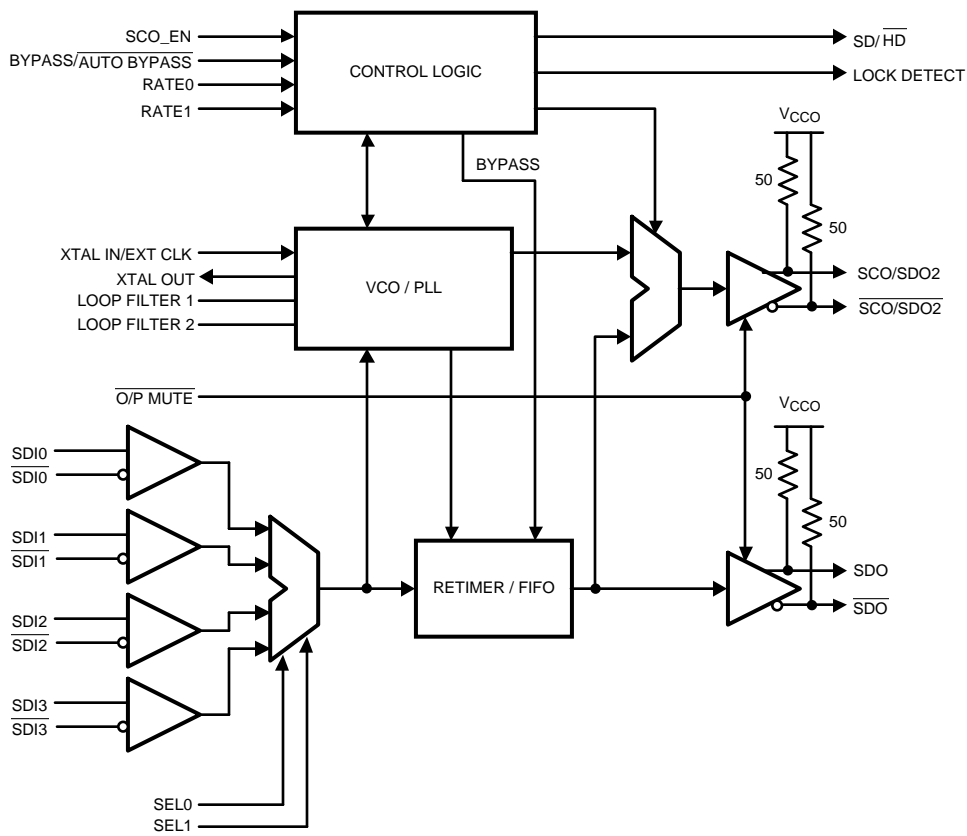 SCO_EN
BYPASS/AUTO BYPASS
RATE0
RATE1
CONTROL LOGIC
SD/HD
LOCK DETECT
BYPASS
VCCO
50
50
XTAL IN/EXT CLK
XTAL OUT
LOOP FILTER 1
LOOP FILTER 2
VCO / PLL
SCO/SDO2
SCO/SDO2
O/P MUTE
VCCO
50
50
SDI0
SDI0
SDI1
SDI1
SDI2
SDI2
SDI3
SDI3
RETIMER / FIFO
SDO
SDO
SEL0
SEL1